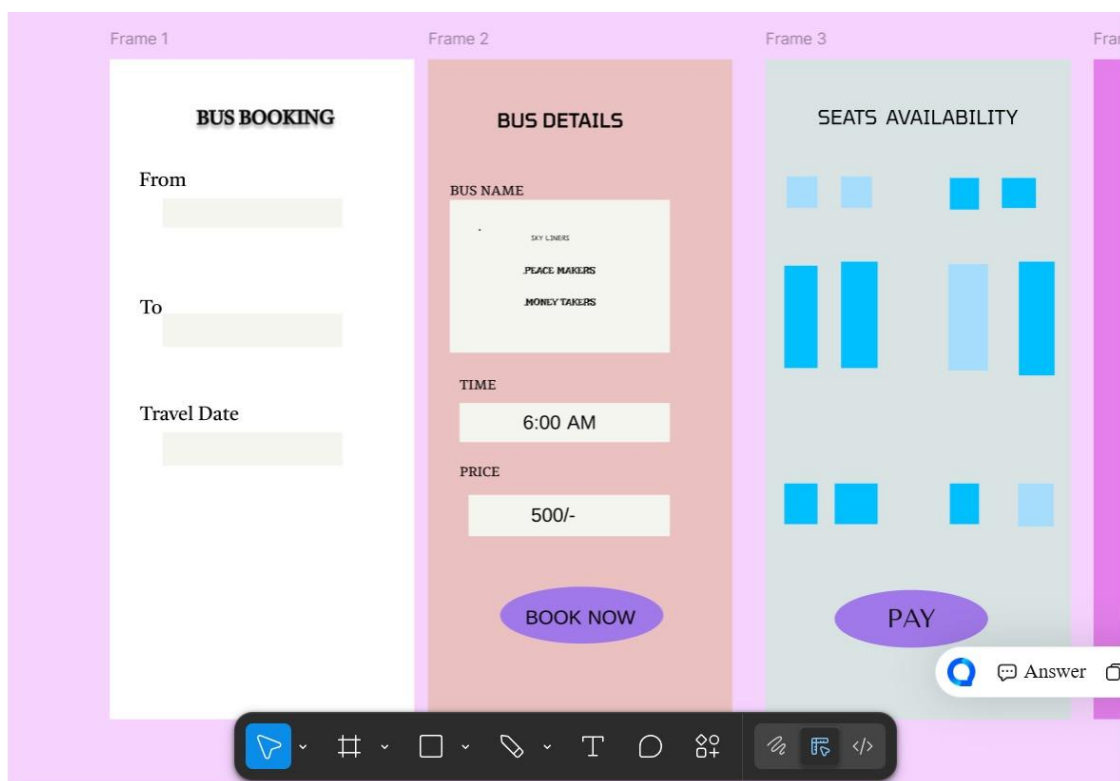 Frame 1
BUS BOOKING
From
To
Travel Date
Frame 2
BUS DETAILS
BUS NAME
SKY LINERS
PEACE MAKERS
MONEY TAKERS
TIME
6:00 AM
PRICE
500/-
BOOK NOW
Frame 3
SEATS AVAILABILITY
PAY
Fra
Answer